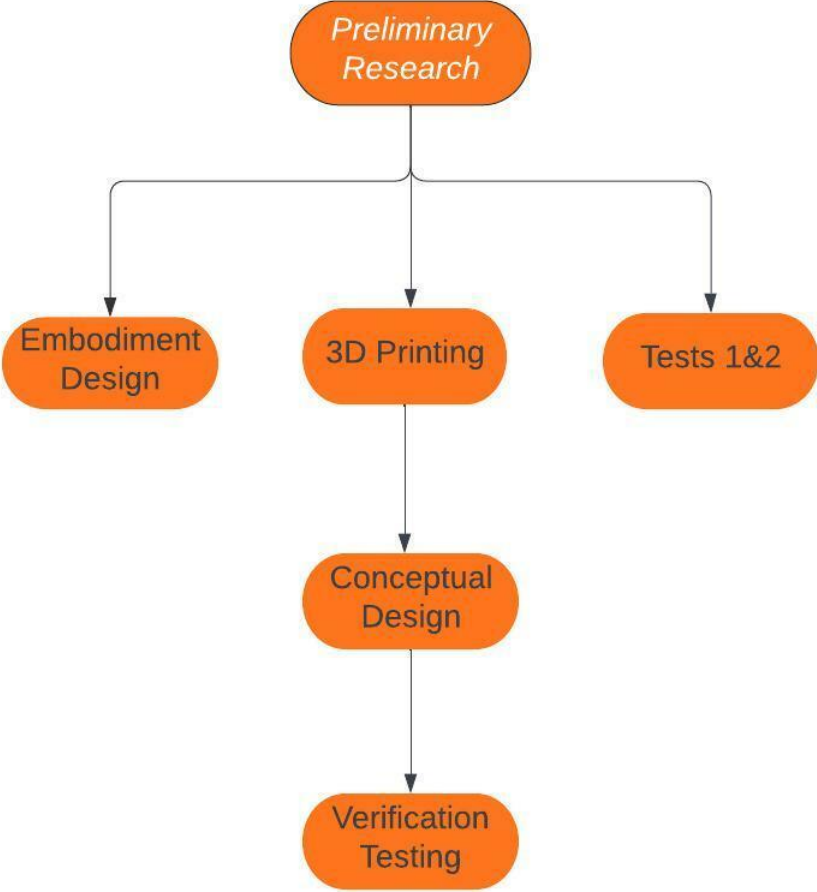 Preliminary
Research
Embodiment
Design
3D Printing
Tests 1&2
Conceptual
Design
Verification
Testing